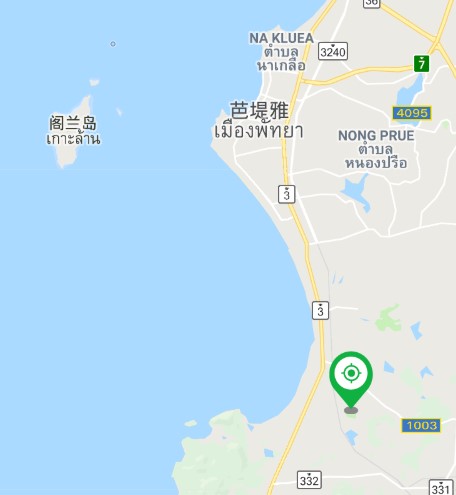 36
NA KLUEA
ตำบล
นาเกลือ
3240
7
阁兰岛
เกาะล้าน
芭堤雅
เมืองพัทยา
4095
NONG PRUE
ตำบล
หนองปรือ
3
3
1003
332
331